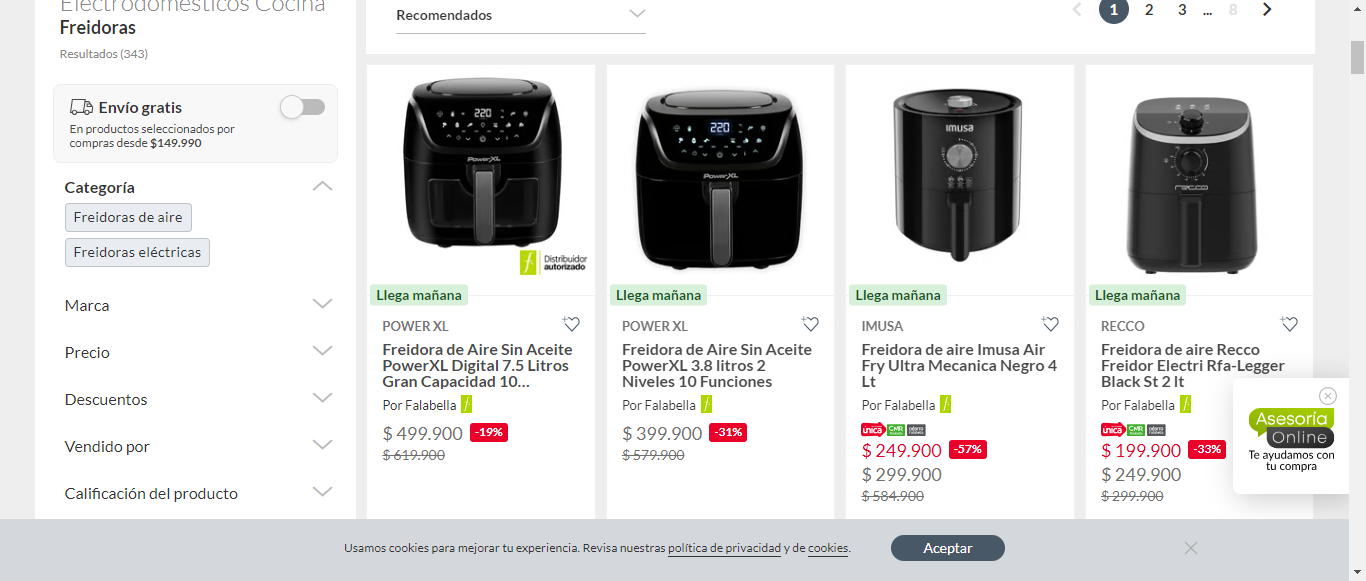 Electrodomésticos Cocina
Freidoras
Resultados (343)
Envío gratis
En productos seleccionados por
compras desde $149.990
Categoría
Freidoras de aire
Freidoras eléctricas
Marca
Precio
Descuentos
Vendido por
Calificación del producto
Recomendados
1 2 3 ... 8
220
PowerXL
Distribuidor
autorizado
Llega mañana
POWER XL
Freidora de Aire Sin Aceite
PowerXL Digital 7.5 Litros
Gran Capacidad 10...
Por Falabella
$ 499.900 -19%
$ 619.900
220
PowerXL
Llega mañana
POWER XL
Freidora de Aire Sin Aceite
PowerXL 3.8 litros 2
Niveles 10 Funciones
Por Falabella
$ 399.900 -31%
$ 579.900
imusa
Llega mañana
IMUSA
Freidora de aire Imusa Air
Fry Ultra Mecanica Negro 4
Lt
Por Falabella
unica CMR
$ 249.900 -57%
$ 299.900
$ 584.900
recco
Llega mañana
RECCO
Freidora de aire Recco
Freidor Electri Rfa-Legger
Black St 2 lt
Por Falabella
unica CMR
$ 199.900 -33%
$ 249.900
$ 299.900
Asesoría
Online
Te ayudamos con
tu compra
Usamos cookies para mejorar tu experiencia. Revisa nuestras política de privacidad y de cookies.
Aceptar